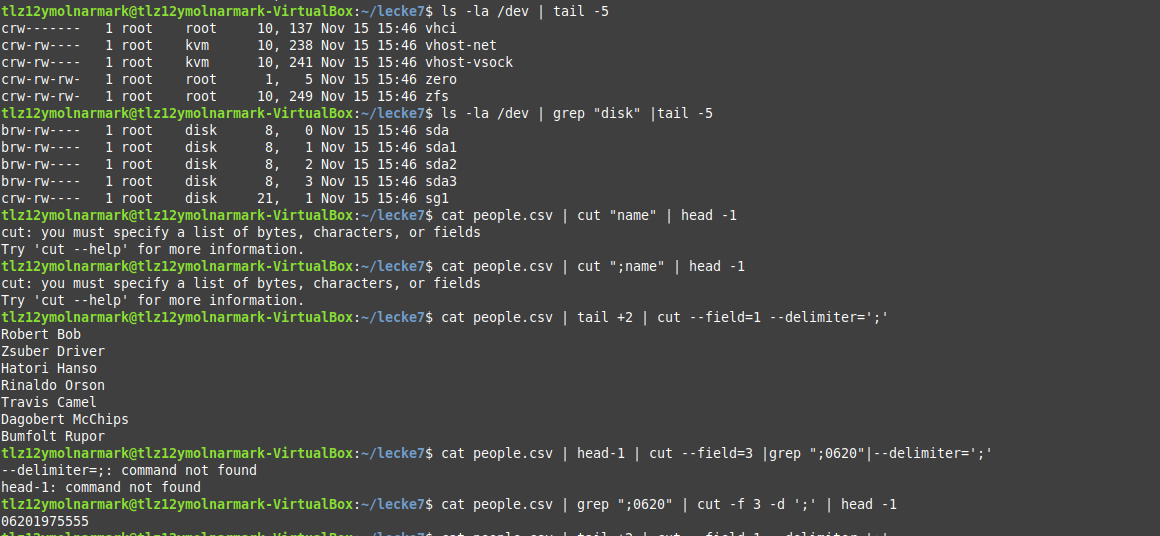 tlz12ymolnarmark@tlz12ymolnarmark-VirtualBox:~/lecke7$ ls -la /dev | tail -5
crw-------   1 root    root     10, 137 Nov 15 15:46 vhci
crw-rw----   1 root    kvm      10, 238 Nov 15 15:46 vhost-net
crw-rw----   1 root    kvm      10, 241 Nov 15 15:46 vhost-vsock
crw-rw-rw-   1 root    root      1,   5 Nov 15 15:46 zero
crw-rw-rw-   1 root    root     10, 249 Nov 15 15:46 zfs
tlz12ymolnarmark@tlz12ymolnarmark-VirtualBox:~/lecke7$ ls -la /dev | grep "disk" |tail -5
brw-rw----   1 root    disk      8,   0 Nov 15 15:46 sda
brw-rw----   1 root    disk      8,   1 Nov 15 15:46 sda1
brw-rw----   1 root    disk      8,   2 Nov 15 15:46 sda2
brw-rw----   1 root    disk      8,   3 Nov 15 15:46 sda3
crw-rw----   1 root    disk     21,   1 Nov 15 15:46 sg1
tlz12ymolnarmark@tlz12ymolnarmark-VirtualBox:~/lecke7$ cat people.csv | cut "name" | head -1
cut: you must specify a list of bytes, characters, or fields
Try 'cut --help' for more information.
tlz12ymolnarmark@tlz12ymolnarmark-VirtualBox:~/lecke7$ cat people.csv | cut ";name" | head -1
cut: you must specify a list of bytes, characters, or fields
Try 'cut --help' for more information.
tlz12ymolnarmark@tlz12ymolnarmark-VirtualBox:~/lecke7$ cat people.csv | tail +2 | cut --field=1 --delimiter=';'
Robert Bob
Zsuber Driver
Hatori Hanso
Rinaldo Orson
Travis Camel
Dagobert McChips
Bumfolt Rupor
tlz12ymolnarmark@tlz12ymolnarmark-VirtualBox:~/lecke7$ cat people.csv | head-1 | cut --field=3 |grep ";0620"|--delimiter=';'
--delimiter=;: command not found
head-1: command not found
tlz12ymolnarmark@tlz12ymolnarmark-VirtualBox:~/lecke7$ cat people.csv | grep ";0620" | cut -f 3 -d ';' | head -1
06201975555
tlz12ymolnarmark@tlz12ymolnarmark-VirtualBox:~/lecke7$ cat people.csv | tail +2 | cut --field=1 --delimiter=';'